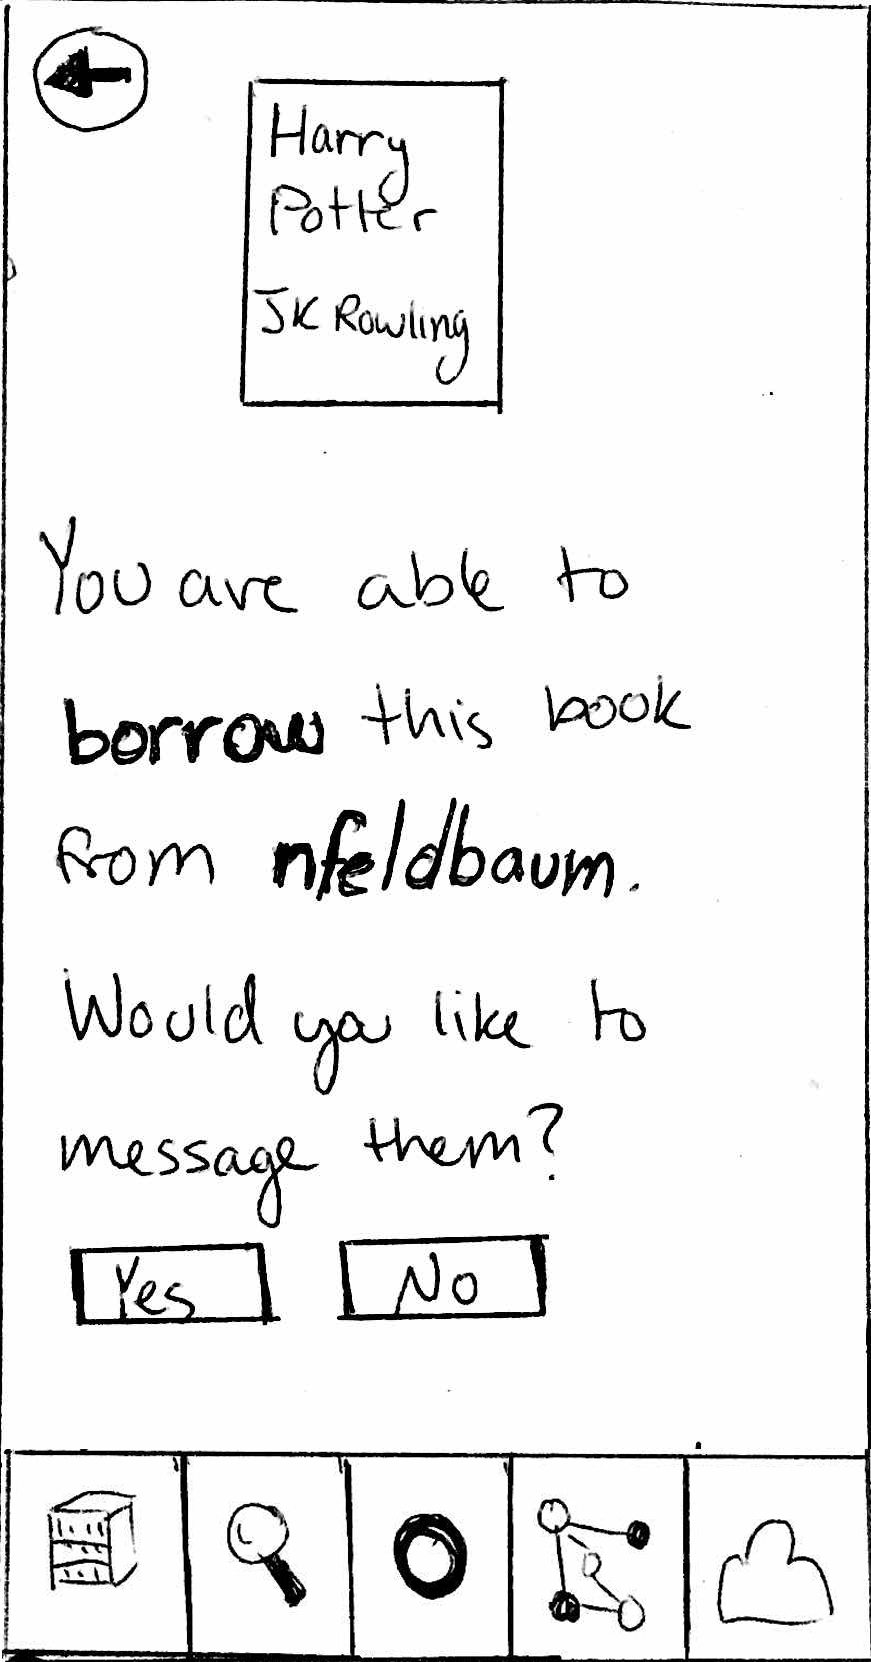 Harry
Potter
JK Rowling
You are able to
borrow this book
from nfeldbaum.
Would you like to
message them?
Yes No